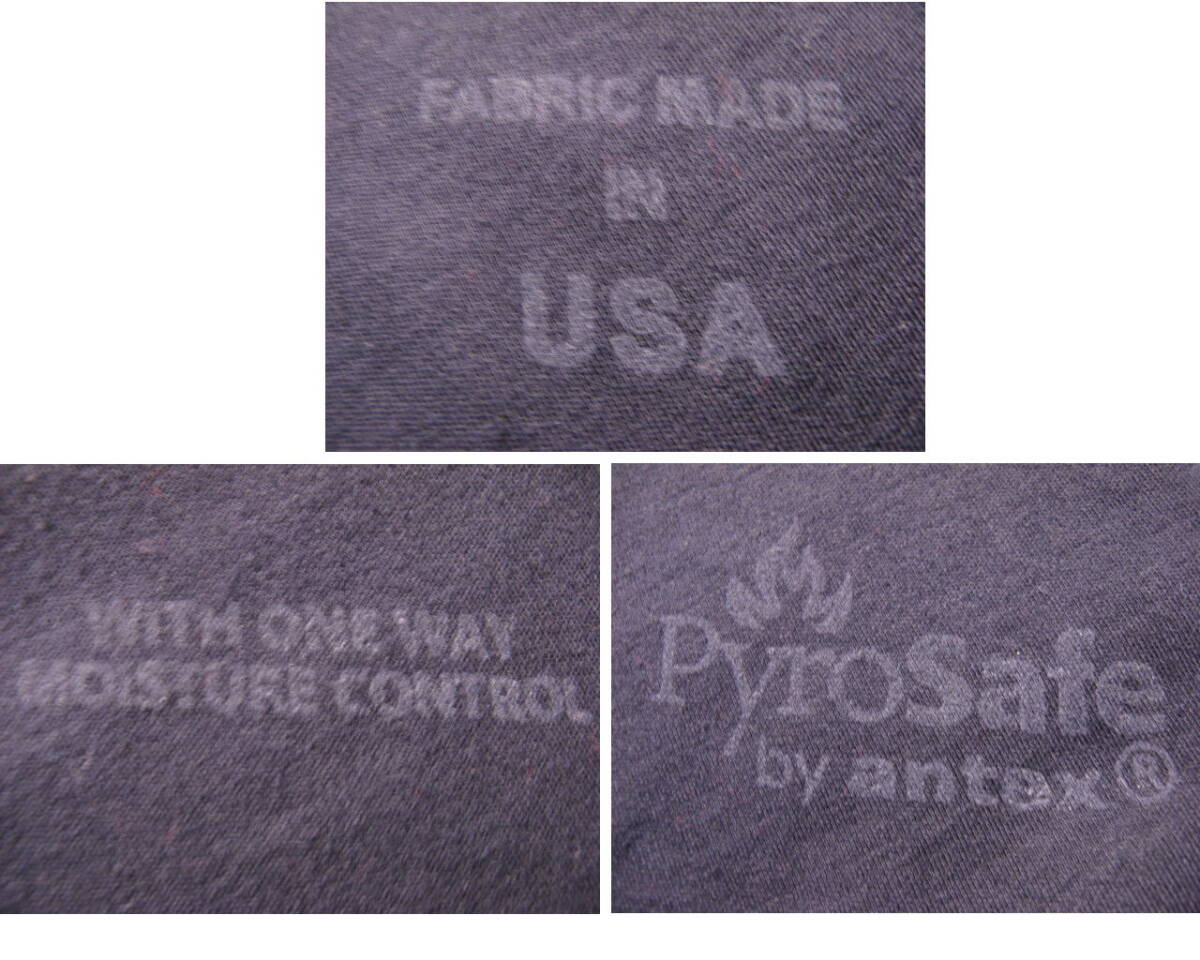 FABRIC MADE
IN
USA
WITH ONE WAY
MOISTURE CONTROL
PyroSafe
by antex®